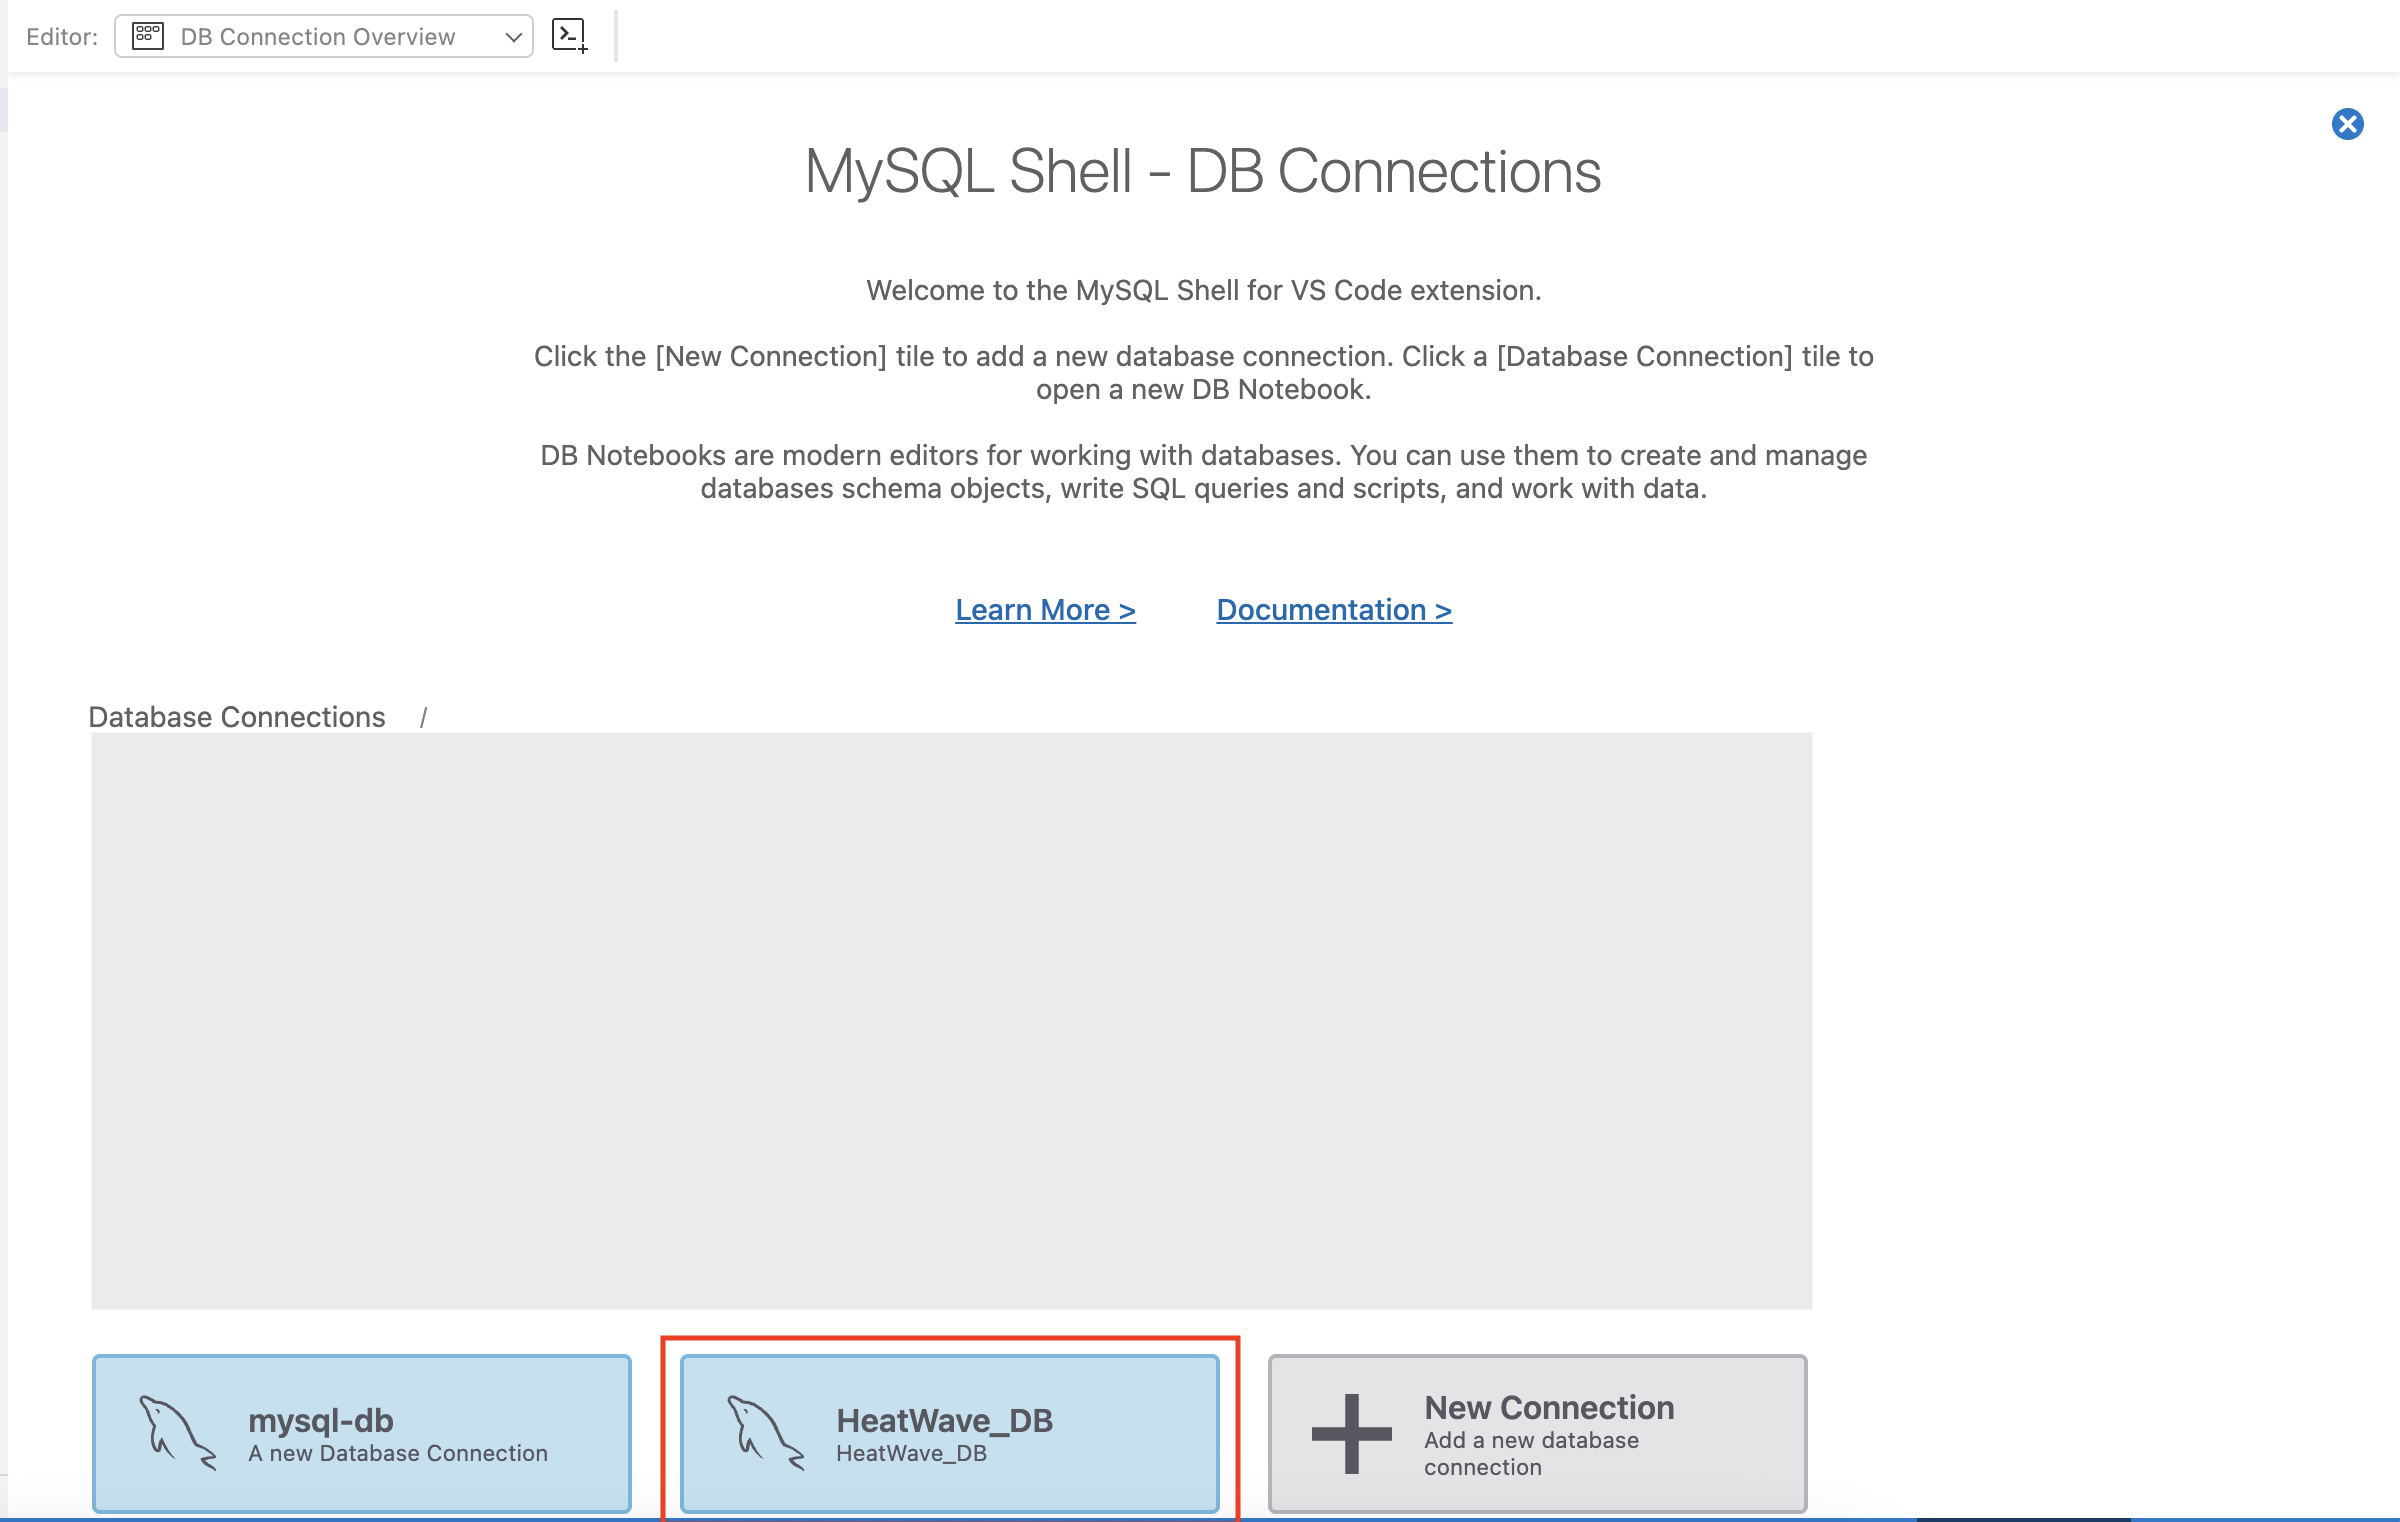 Editor:
DB Connection Overview
MySQL Shell - DB Connections
Welcome to the MySQL Shell for VS Code extension.
Click the [New Connection] tile to add a new database connection. Click a [Database Connection] tile to
open a new DB Notebook.
DB Notebooks are modern editors for working with databases. You can use them to create and manage
databases schema objects, write SQL queries and scripts, and work with data.
Learn More >
Documentation >
Database Connections /
mysql-db
A new Database Connection
HeatWave_DB
HeatWave_DB
New Connection
Add a new database
connection